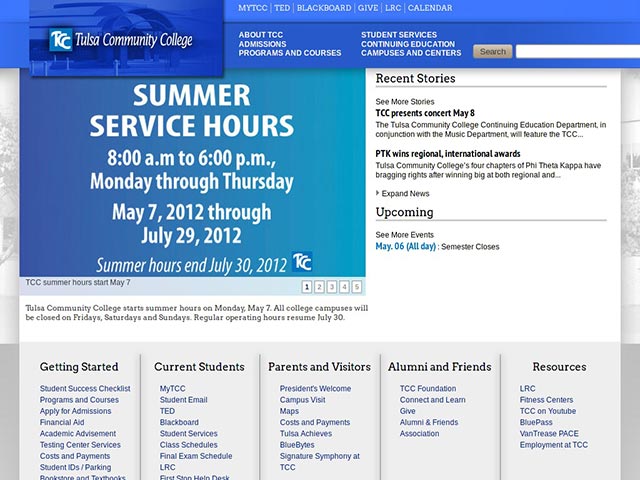 MYTCC | TED | BLACKBOARD | GIVE | LRC | CALENDAR
TCC Tulsa Community College
ABOUT TCC
ADMISSIONS
PROGRAMS AND COURSES
STUDENT SERVICES
CONTINUING EDUCATION
CAMPUSES AND CENTERS
Search
SUMMER
SERVICE HOURS
8:00 a.m to 6:00 p.m.,
Monday through Thursday
May 7, 2012 through
July 29, 2012
Summer hours end July 30, 2012 TCC
TCC summer hours start May 7
1 2 3 4 5
Tulsa Community College starts summer hours on Monday, May 7. All college campuses will
be closed on Fridays, Saturdays and Sundays. Regular operating hours resume July 30.
Recent Stories
See More Stories
TCC presents concert May 8
The Tulsa Community College Continuing Education Department, in
conjunction with the Music Department, will feature the TCC...
PTK wins regional, international awards
Tulsa Community College's four chapters of Phi Theta Kappa have
bragging rights after winning big at both regional and...
Expand News
Upcoming
See More Events
May. 06 (All day) : Semester Closes
Getting Started
Student Success Checklist
Programs and Courses
Apply for Admissions
Financial Aid
Academic Advisement
Testing Center Services
Costs and Payments
Student IDs / Parking
Bookstore and Textbooks
Current Students
MyTCC
Student Email
TED
Blackboard
Student Services
Class Schedules
Final Exam Schedule
LRC
First Stop Help Desk
Parents and Visitors
President's Welcome
Campus Visit
Maps
Costs and Payments
Tulsa Achieves
BlueBytes
Signature Symphony at
TCC
Alumni and Friends
TCC Foundation
Connect and Learn
Give
Alumni & Friends
Association
Resources
LRC
Fitness Centers
TCC on Youtube
BluePass
VanTrease PACE
Employment at TCC